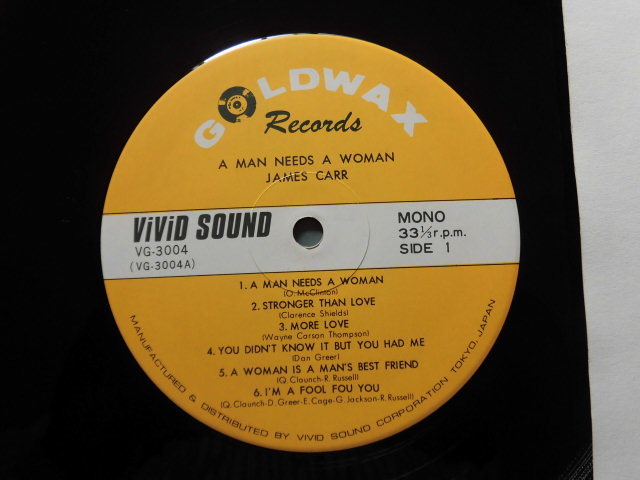 GOLDWAX
Records
A MAN NEEDS A WOMAN
JAMES CARR
ViViD SOUND
VG-3004
(VG-3004A)
MONO
33 1/3 r.p.m.
SIDE 1
1. A MAN NEEDS A WOMAN
(O. McClinton)
2. STRONGER THAN LOVE
(Clarence Shields)
3. MORE LOVE
(Wayne Carson Thompson)
4. YOU DIDN'T KNOW IT BUT YOU HAD ME
(Dan Greer)
5. A WOMAN IS A MAN'S BEST FRIEND
(Q. Claunch-R. Russell)
6. I'M A FOOL FOU YOU
(Q. Claunch-D. Greer-E. Cage-G. Jackson-R. Russell)
MANUFACTURED & DISTRIBUTED BY VIVID SOUND CORPORATION TOKYO, JAPAN